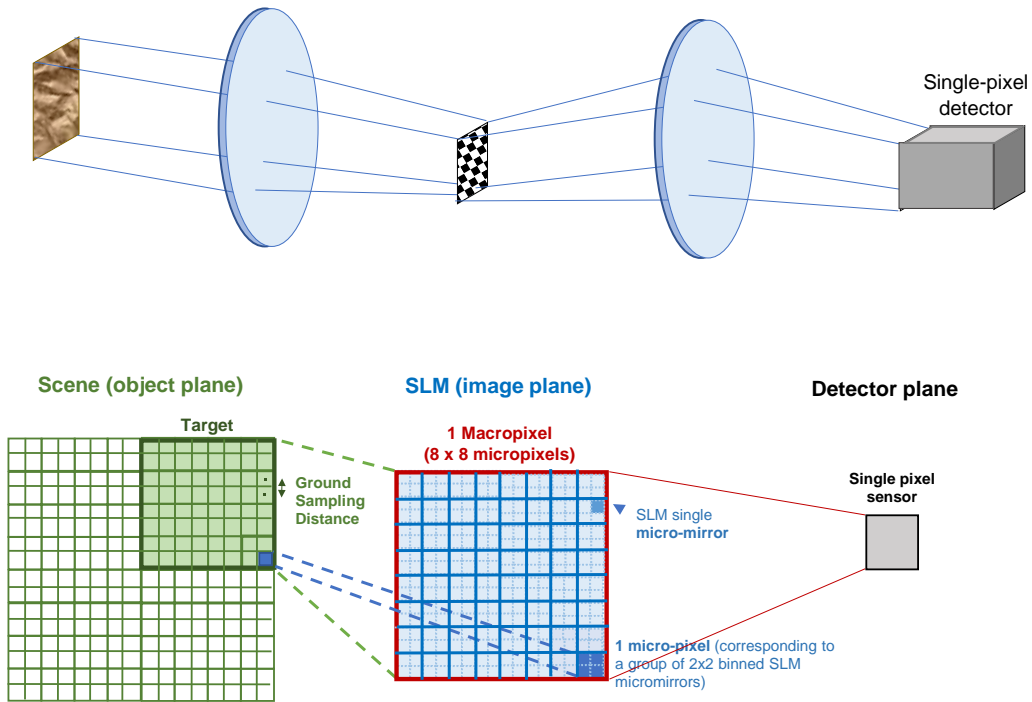 Single-pixel
detector
Scene (object plane)
SLM (image plane)
Detector plane
Target
1 Macropixel
(8 x 8 micropixels)
Ground
Sampling
Distance
SLM single
micro-mirror
Single pixel
sensor
1 micro-pixel (corresponding to
a group of 2x2 binned SLM
micromirrors)